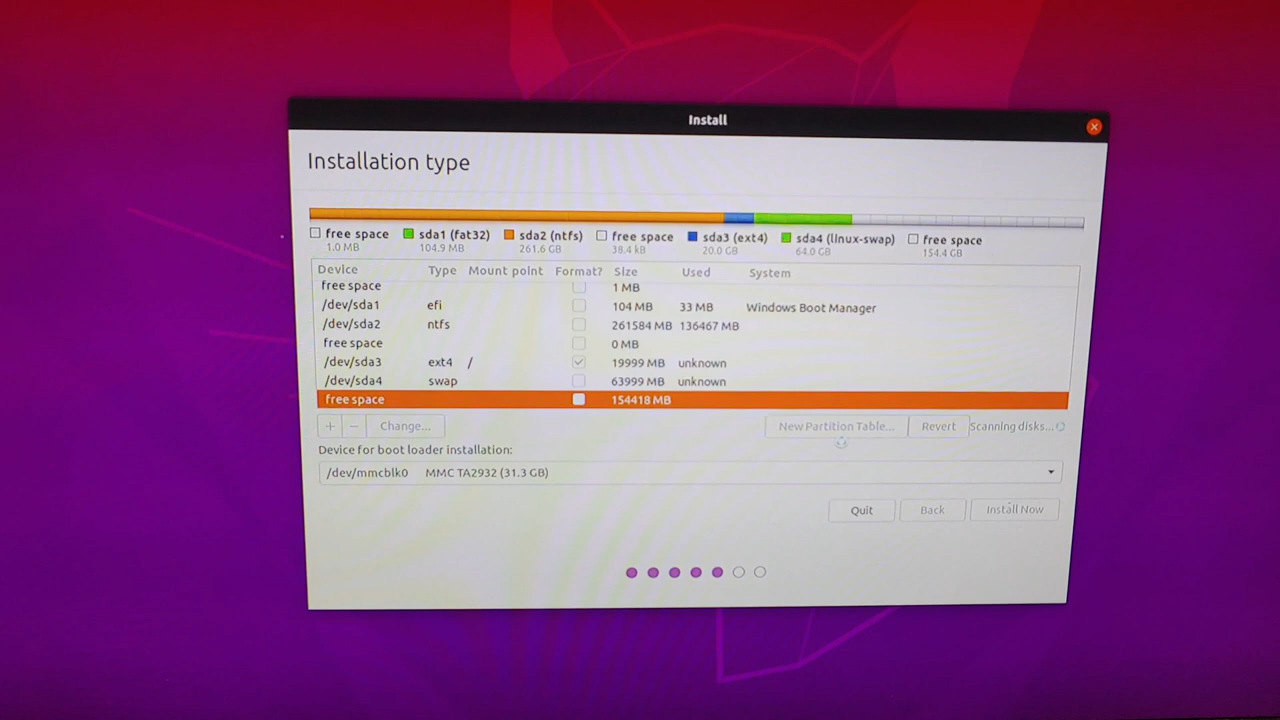 Install
Installation type
free space sda1 (fat32) sda2 (ntfs) free space sda3 (ext4) sda4 (linux-swap) free space
1.0 MB 104.9 MB 261.6 GB 38.4 kB 20.0 GB 64.0 GB 154.4 GB
Device Type Mount point Format? Size Used System
free space 1 MB
/dev/sda1 efi 104 MB 33 MB Windows Boot Manager
/dev/sda2 ntfs 261584 MB 136467 MB
free space 0 MB
/dev/sda3 ext4 / 19999 MB unknown
/dev/sda4 swap 63999 MB unknown
free space 154418 MB
+ − Change... New Partition Table... Revert Scanning disks...
Device for boot loader installation:
/dev/mmcblk0 MMC TA2932 (31.3 GB)
Quit Back Install Now